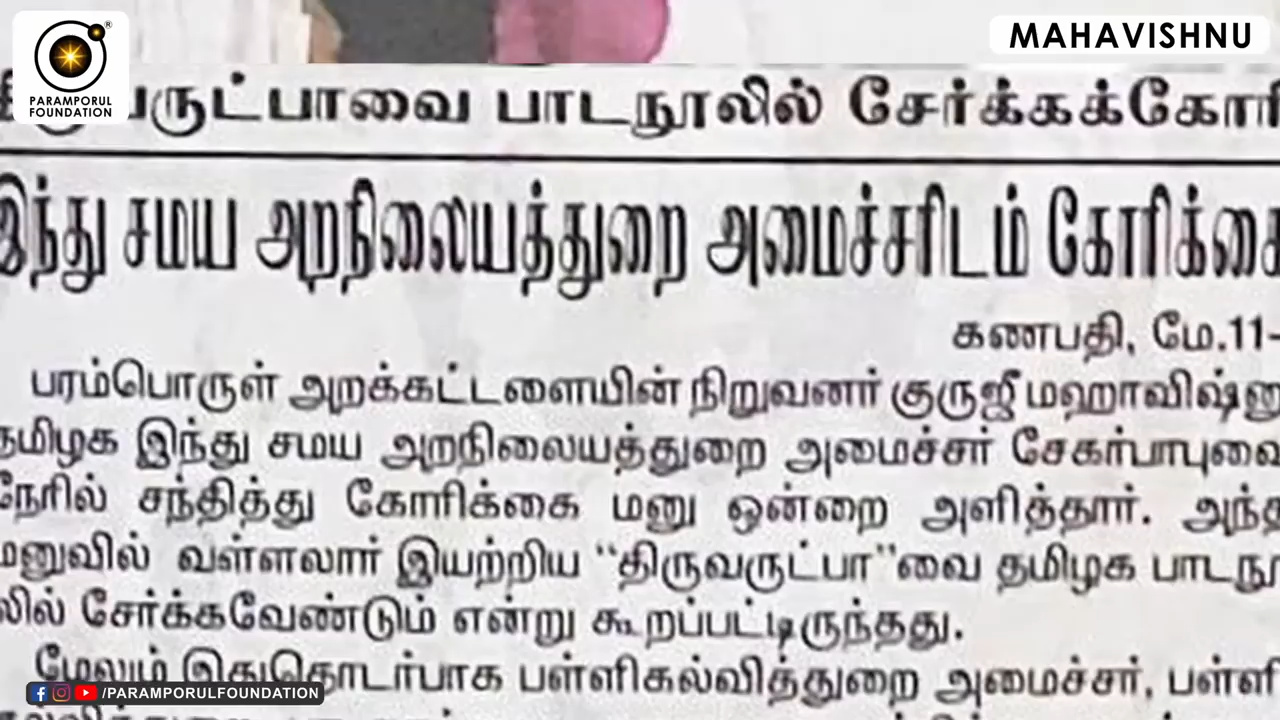 PARAMPORUL
FOUNDATION
MAHAVISHNU
பாடநூலில் சேர்க்கக்கோரி
இந்து சமய அறநிலையத்துறை அமைச்சரிடம் கோரிக்கை
கணபதி, மே.11-
பரம்பொருள் அறக்கட்டளையின் நிறுவனர் குருஜீ மஹாவிஷ்னு
தமிழக இந்து சமய அறநிலையத்துறை அமைச்சர் சேகர்பாபுவை
நேரில் சந்தித்து கோரிக்கை மனு ஒன்றை அளித்தார். அந்த
மனுவில் வள்ளலார் இயற்றிய "திருவருட்பா"வை தமிழக பாடநூ
லில் சேர்க்கவேண்டும் என்று கூறப்பட்டிருந்தது.
மேலும் இதுதொடர்பாக பள்ளிகல்வித்துறை அமைச்சர், பள்ளி
/PARAMPORULFOUNDATION